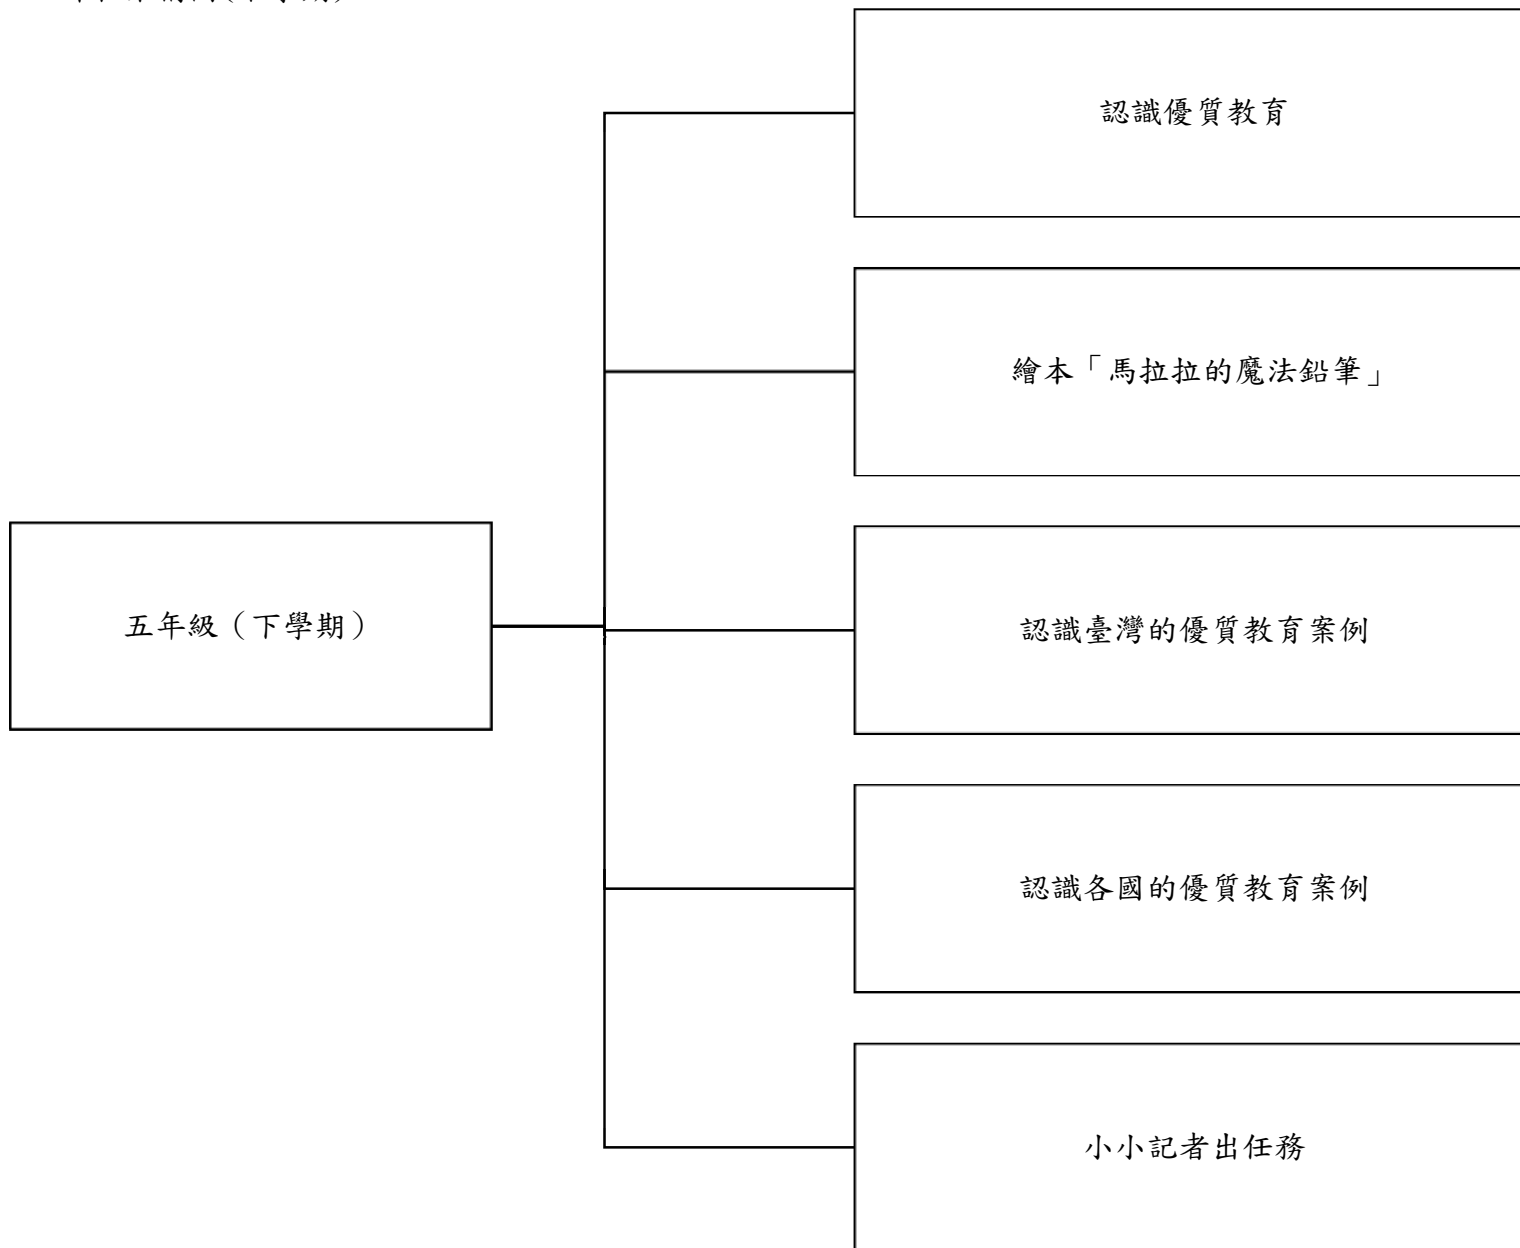 認識優質教育
繪本「馬拉拉的魔法鉛筆」
五年級（下學期）
認識臺灣的優質教育案例
認識各國的優質教育案例
小小記者出任務